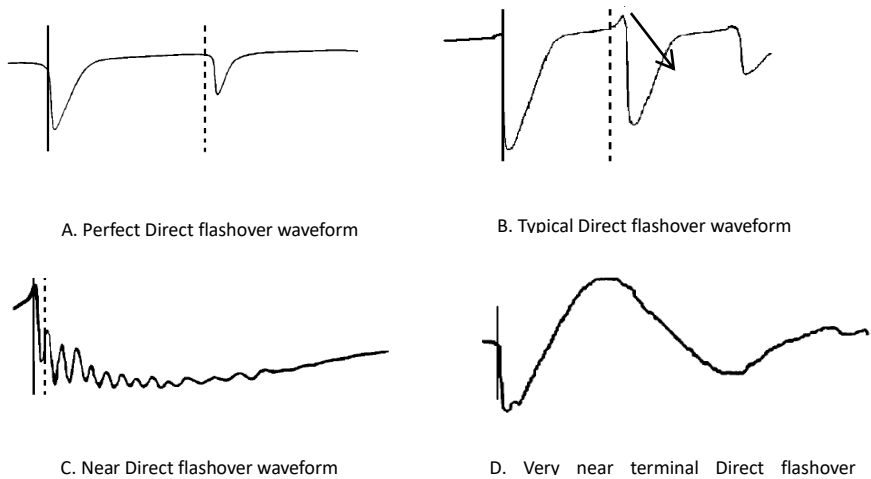 A. Perfect Direct flashover waveform
B. Typical Direct flashover waveform
C. Near Direct flashover waveform
D. Very near terminal Direct flashover